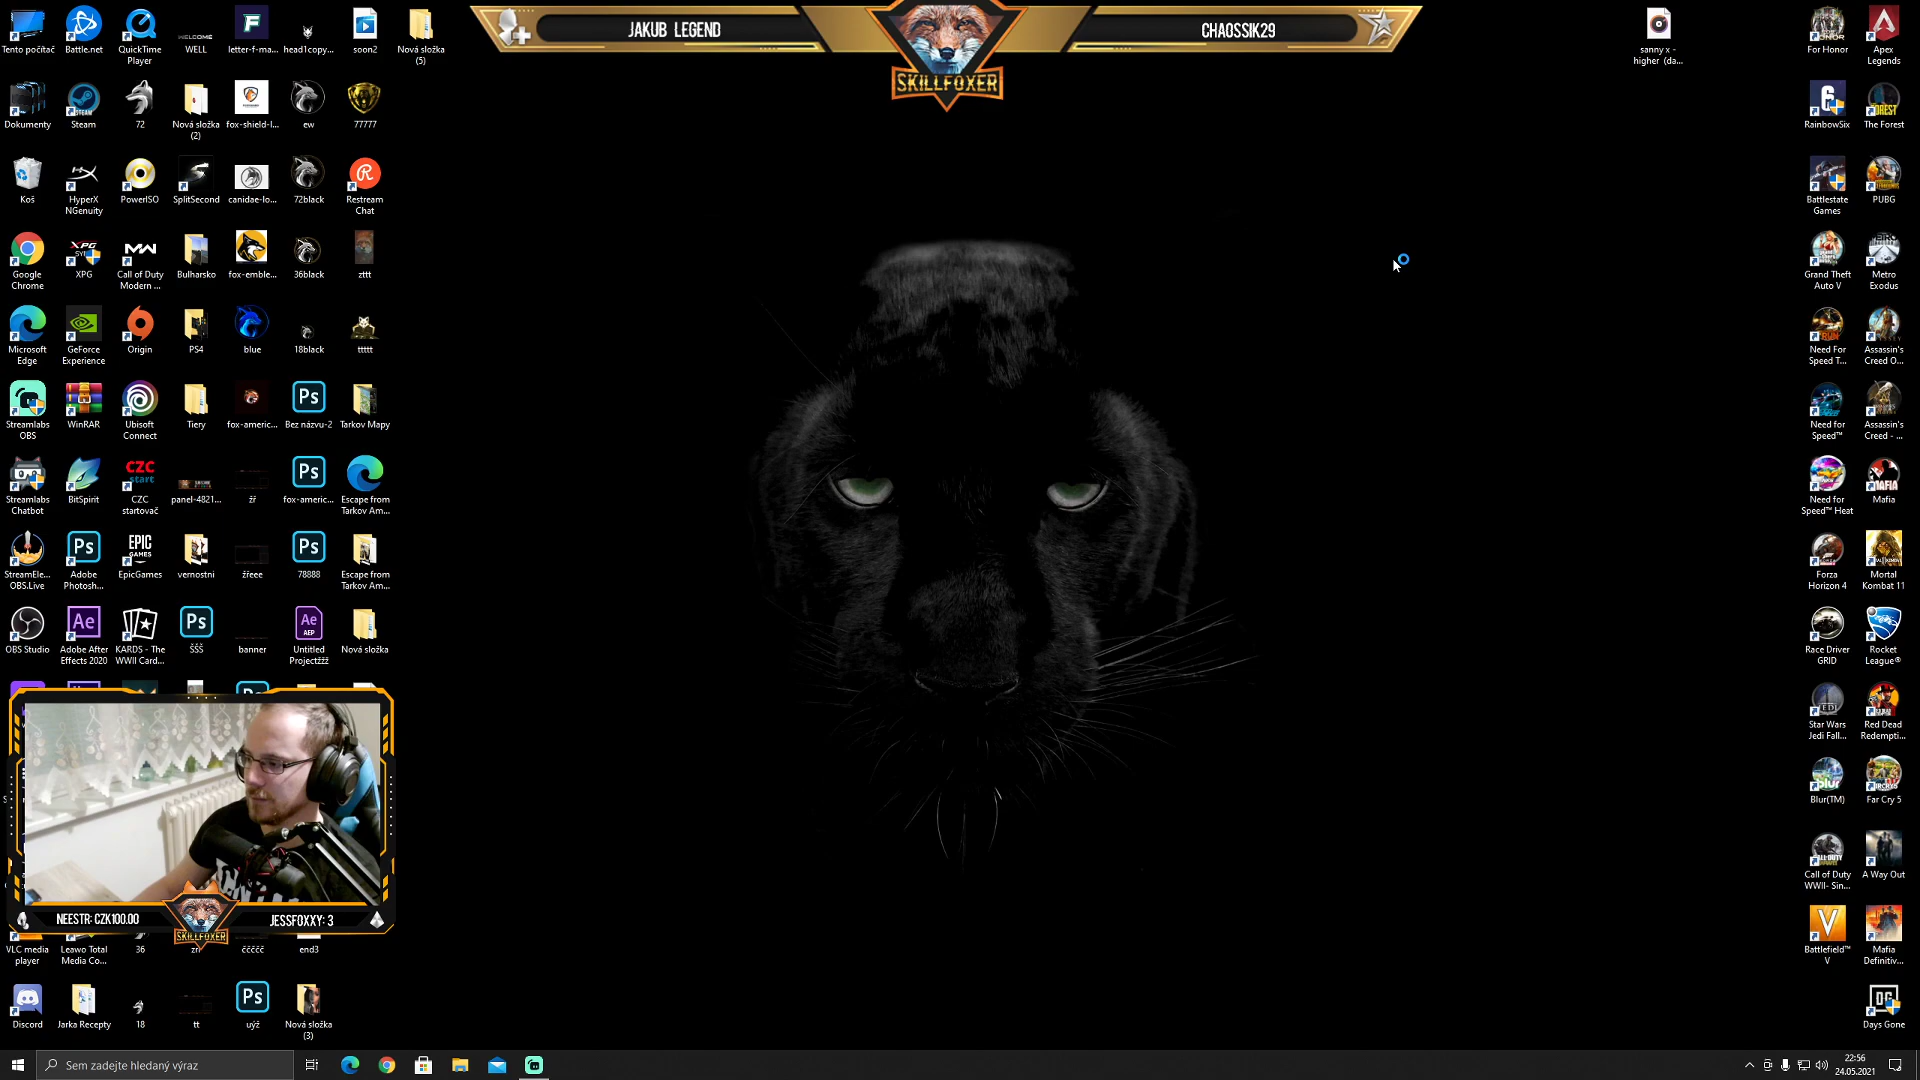 JAKUB LEGEND
CHAOSSIK29
SKILLFOXER
Tento počítač
Battle.net
QuickTime Player
WELCOME
WELL
letter-f-ma...
head1copy...
soon2
Nová složka (5)
sanny x - higher (da...
For Honor
Apex Legends
Dokumenty
Steam
72
Nová složka (2)
fox-shield-l...
ew
77777
RainbowSix
The Forest
Koš
HyperX NGenuity
PowerISO
SplitSecond
canidae-lo...
72black
Restream Chat
Battlestate Games
PUBG
Google Chrome
XPG
Call of Duty Modern ...
Bulharsko
fox-emble...
36black
zttt
Grand Theft Auto V
Metro Exodus
Microsoft Edge
GeForce Experience
Origin
PS4
blue
18black
ttttt
Need For Speed T...
Assassin's Creed O...
Streamlabs OBS
WinRAR
Ubisoft Connect
Tiery
fox-americ...
Bez názvu-2
Tarkov Mapy
Need for Speed™
Assassin's Creed - ...
Streamlabs Chatbot
BitSpirit
CZC startovač
panel-4821...
žř
fox-americ...
Escape from Tarkov Am...
Need for Speed™ Heat
Mafia
StreamEle... OBS.Live
Adobe Photosh...
EpicGames
vernostni
žřeee
78888
Escape from Tarkov Am...
Forza Horizon 4
Mortal Kombat 11
OBS Studio
Adobe After Effects 2020
KARDS - The WWII Card...
ŠŠŠ
banner
Untitled Projectžžž
Nová složka
Race Driver GRID
Rocket League®
Star Wars Jedi Fall...
Red Dead Redempti...
Blur(TM)
Far Cry 5
Call of Duty WWII- Sin...
A Way Out
NEESTR: CZK100.00
JESSFOXXY: 3
SKILLFOXER
VLC media player
Leawo Total Media Co...
36
čččč
end3
Battlefield™ V
Mafia Definitiv...
Discord
Jarka Recepty
18
tt
uýž
Nová složka (3)
Days Gone
Sem zadejte hledaný výraz
22:56
24.05.2021